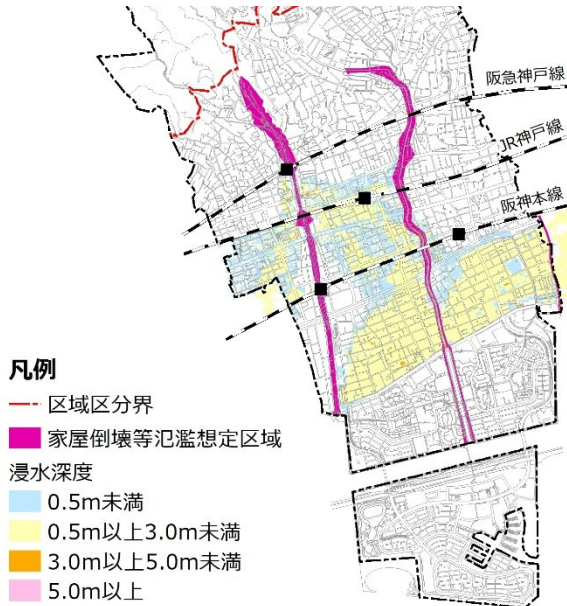 阪急神戸線
JR神戸線
阪神本線
凡例
区域区分界
家屋倒壊等氾濫想定区域
浸水深度
0.5m未満
0.5m以上3.0m未満
3.0m以上5.0m未満
5.0m以上